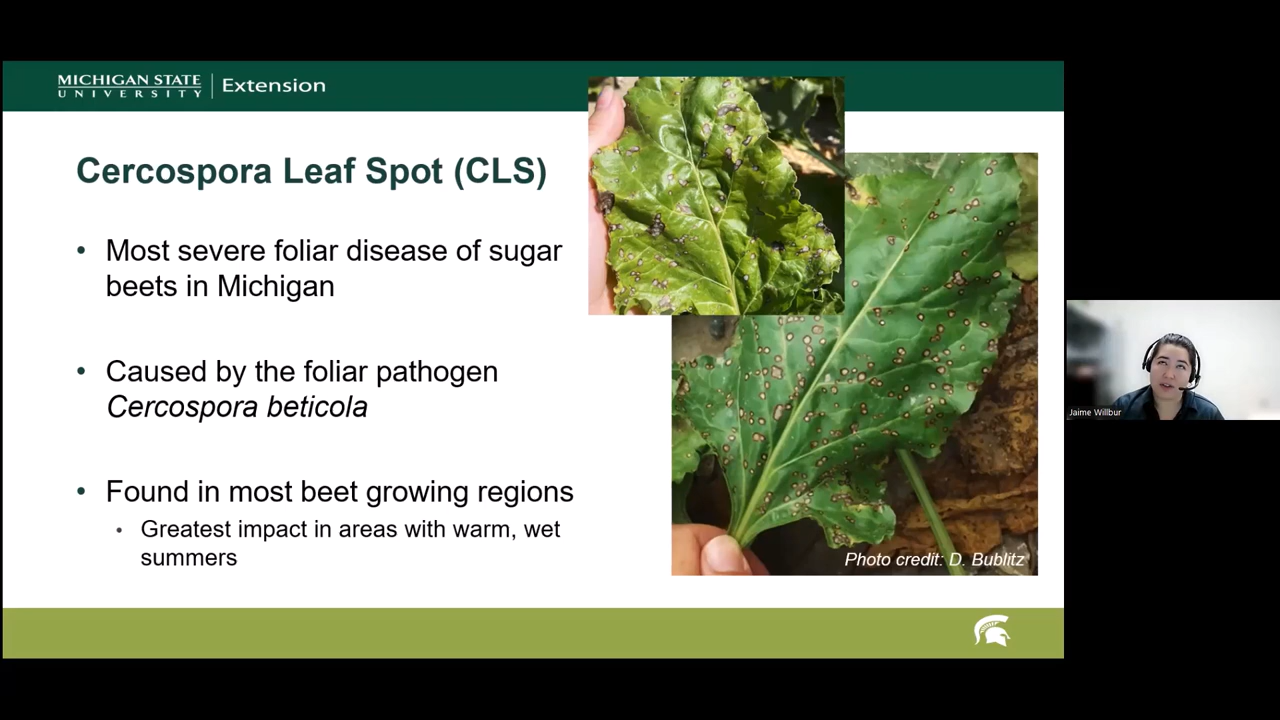 MICHIGAN STATE
UNIVERSITY
Extension
Cercospora Leaf Spot (CLS)
• Most severe foliar disease of sugar
beets in Michigan
• Caused by the foliar pathogen
Cercospora beticola
• Found in most beet growing regions
• Greatest impact in areas with warm, wet
summers
Photo credit: D. Bublitz
Jaime Willbur